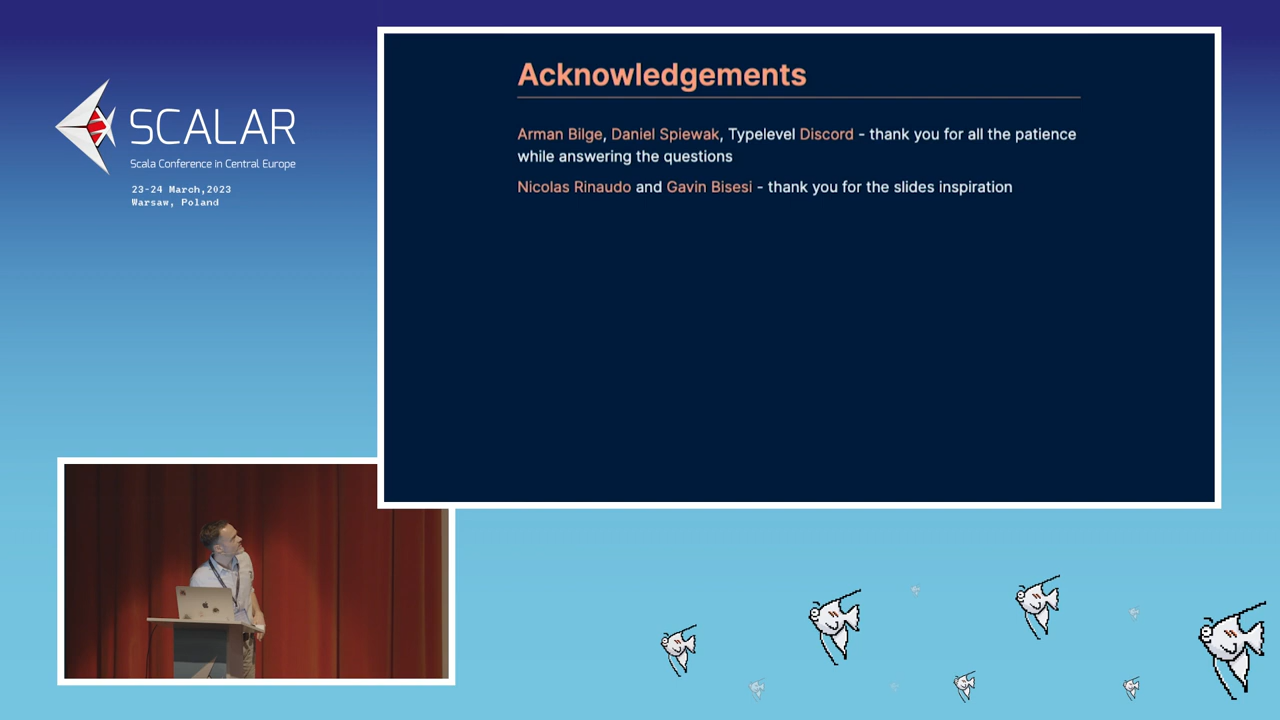 SCALAR
Scala Conference in Central Europe
23-24 March,2023
Warsaw, Poland
Acknowledgements
Arman Bilge, Daniel Spiewak, Typelevel Discord - thank you for all the patience
while answering the questions
Nicolas Rinaudo and Gavin Bisesi - thank you for the slides inspiration